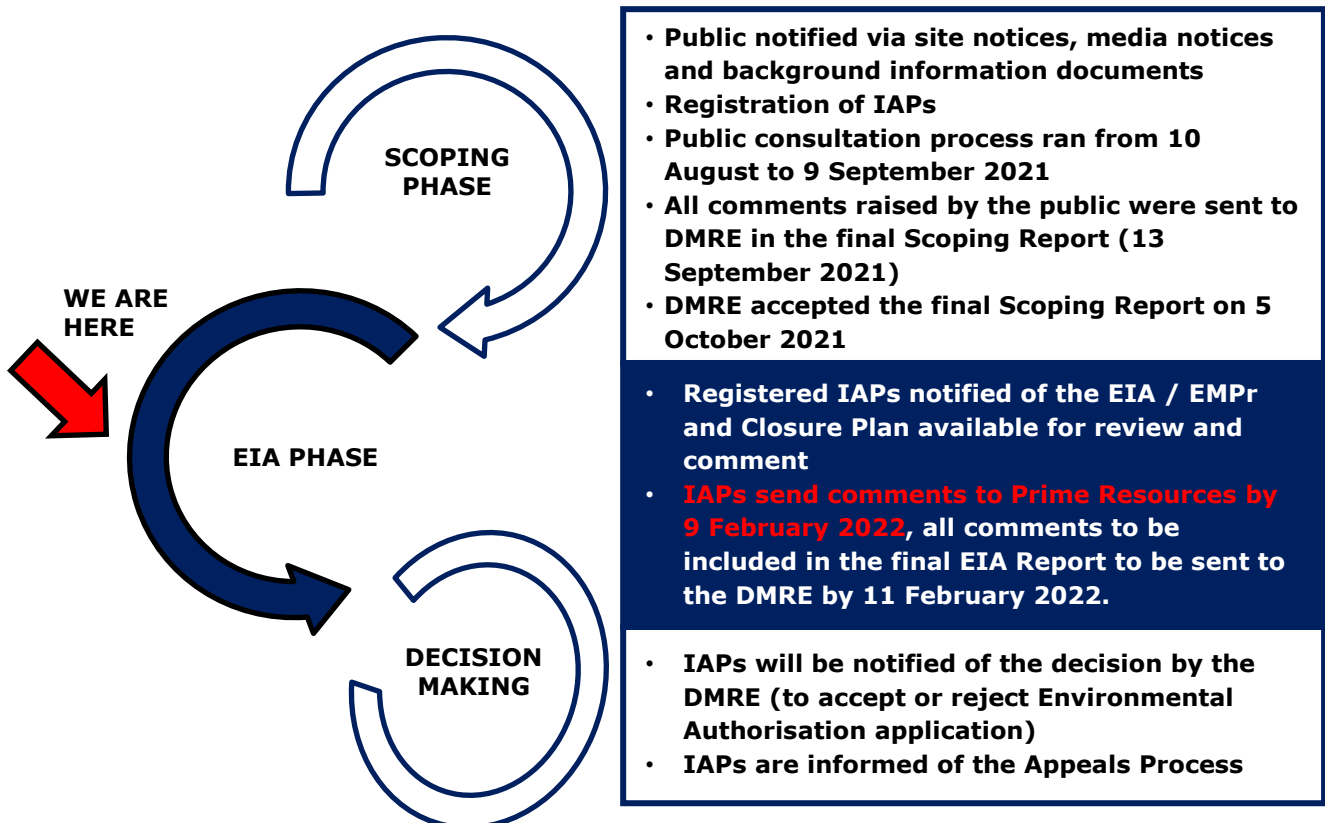 SCOPING
PHASE
• Public notified via site notices, media notices
and background information documents
• Registration of IAPs
• Public consultation process ran from 10
August to 9 September 2021
• All comments raised by the public were sent to
DMRE in the final Scoping Report (13
September 2021)
• DMRE accepted the final Scoping Report on 5
October 2021
WE ARE
HERE
EIA PHASE
• Registered IAPs notified of the EIA / EMPr
and Closure Plan available for review and
comment
• IAPs send comments to Prime Resources by
9 February 2022, all comments to be
included in the final EIA Report to be sent to
the DMRE by 11 February 2022.
DECISION
MAKING
• IAPs will be notified of the decision by the
DMRE (to accept or reject Environmental
Authorisation application)
• IAPs are informed of the Appeals Process